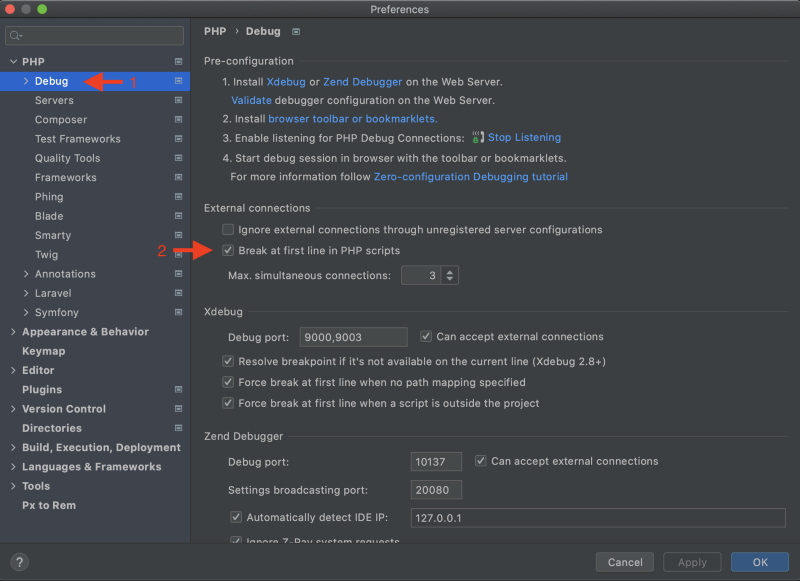 Preferences
PHP
Debug 1
Servers
Composer
Test Frameworks
Quality Tools
Frameworks
Phing
Blade
Smarty
Twig
Annotations
Laravel
Symfony
Appearance & Behavior
Keymap
Editor
Plugins
Version Control
Directories
Build, Execution, Deployment
Languages & Frameworks
Tools
Px to Rem
PHP › Debug
Pre-configuration
1. Install Xdebug or Zend Debugger on the Web Server.
Validate debugger configuration on the Web Server.
2. Install browser toolbar or bookmarklets.
3. Enable listening for PHP Debug Connections: Stop Listening
4. Start debug session in browser with the toolbar or bookmarklets.
For more information follow Zero-configuration Debugging tutorial
External connections
Ignore external connections through unregistered server configurations
2 Break at first line in PHP scripts
Max. simultaneous connections: 3
Xdebug
Debug port: 9000,9003 Can accept external connections
Resolve breakpoint if it's not available on the current line (Xdebug 2.8+)
Force break at first line when no path mapping specified
Force break at first line when a script is outside the project
Zend Debugger
Debug port: 10137 Can accept external connections
Settings broadcasting port: 20080
Automatically detect IDE IP: 127.0.0.1
Ignore Z-Ray system requests
? Cancel Apply OK